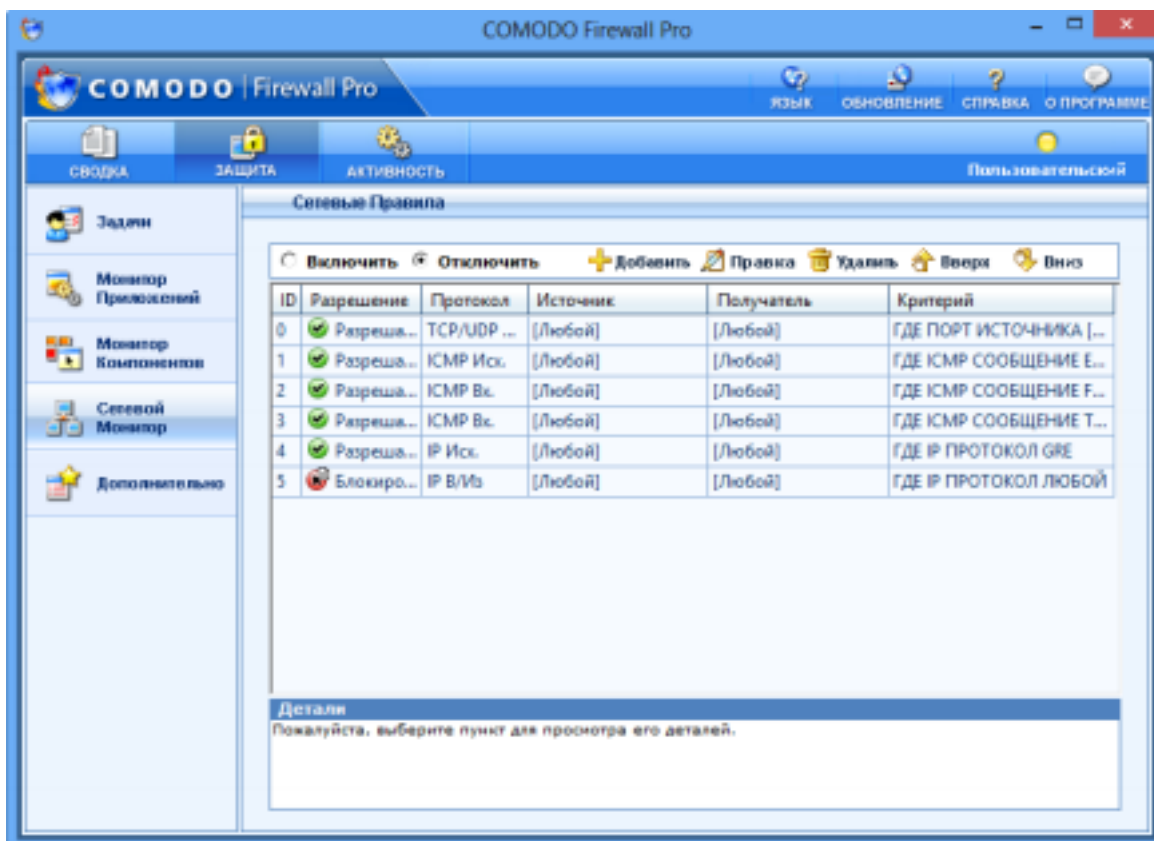 COMODO Firewall Pro
COMODO | Firewall Pro
ЯЗЫК ОБНОВЛЕНИЕ СПРАВКА О ПРОГРАММЕ
СВОДКА ЗАЩИТА АКТИВНОСТЬ Пользовательский
Сетевые Правила
Задачи
Монитор
Приложений
Монитор
Компонентов
Сетевой
Монитор
Дополнительно
Включить Отключить Добавить Правка Удалить Вверх Вниз
ID Разрешение Протокол Источник Получатель Критерий
0 Разреша... TCP/UDP ... [Любой] [Любой] ГДЕ ПОРТ ИСТОЧНИКА [...
1 Разреша... ICMP Исх. [Любой] [Любой] ГДЕ ICMP СООБЩЕНИЕ E...
2 Разреша... ICMP Вх. [Любой] [Любой] ГДЕ ICMP СООБЩЕНИЕ F...
3 Разреша... ICMP Вх. [Любой] [Любой] ГДЕ ICMP СООБЩЕНИЕ T...
4 Разреша... IP Исх. [Любой] [Любой] ГДЕ IP ПРОТОКОЛ GRE
5 Блокиро... IP В/Из [Любой] [Любой] ГДЕ IP ПРОТОКОЛ ЛЮБОЙ
Детали
Пожалуйста, выберите пункт для просмотра его деталей.